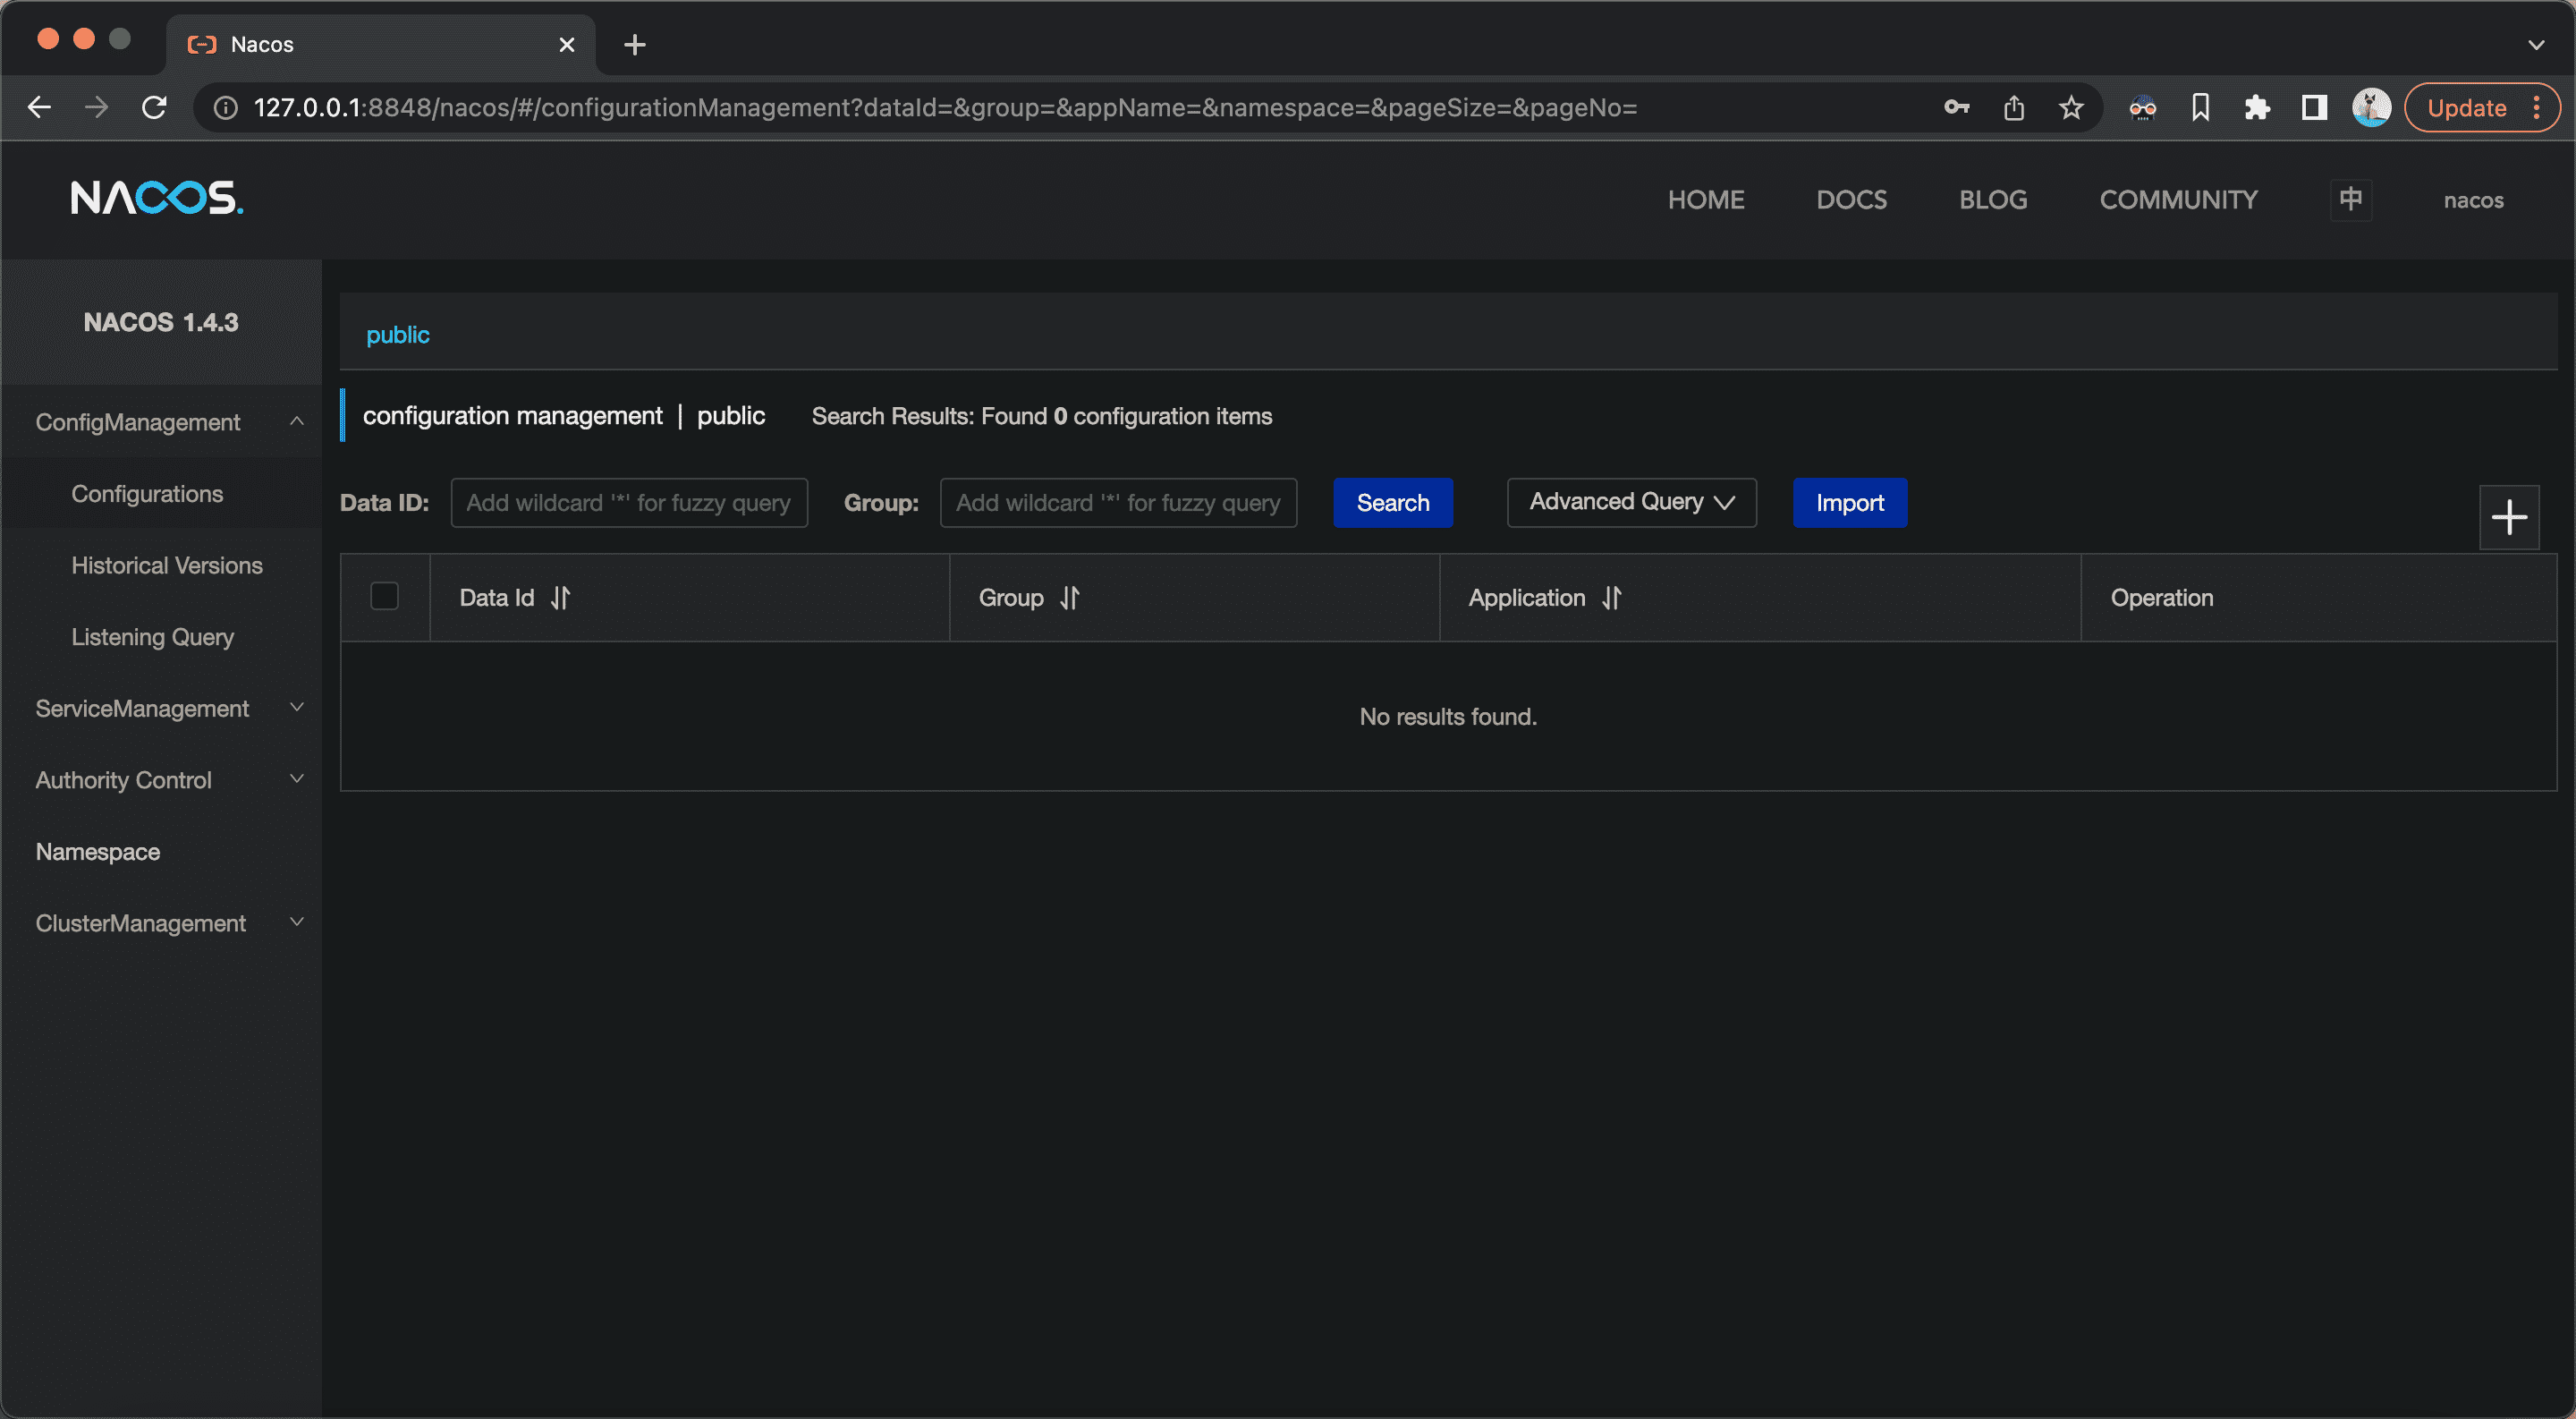 Nacos
127.0.0.1:8848/nacos/#/configurationManagement?dataId=&group=&appName=&namespace=&pageSize=&pageNo=
Update
NACOS.
HOME DOCS BLOG COMMUNITY 中 nacos
NACOS 1.4.3
ConfigManagement
Configurations
Historical Versions
Listening Query
ServiceManagement
Authority Control
Namespace
ClusterManagement
public
configuration management | public Search Results: Found 0 configuration items
Data ID: Add wildcard '*' for fuzzy query Group: Add wildcard '*' for fuzzy query Search Advanced Query Import
Data Id Group Application Operation
No results found.